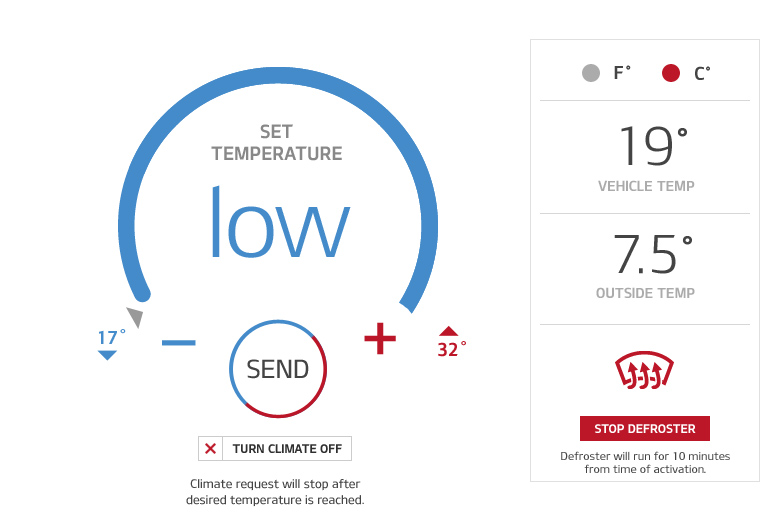 SET
TEMPERATURE
low
17°
−
SEND
+
32°
× TURN CLIMATE OFF
Climate request will stop after
desired temperature is reached.
F° C°
19°
VEHICLE TEMP
7.5°
OUTSIDE TEMP
STOP DEFROSTER
Defroster will run for 10 minutes
from time of activation.